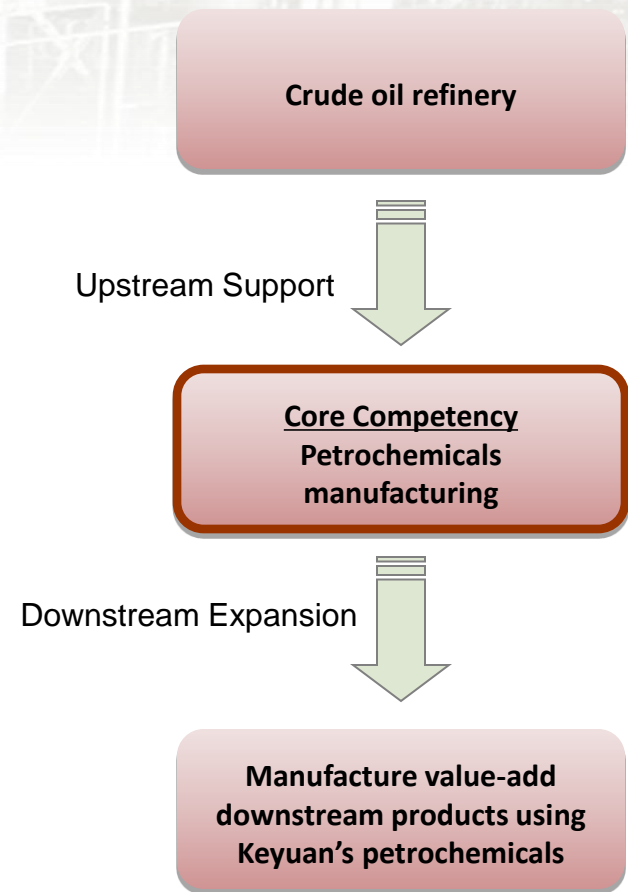 Crude oil refinery
Upstream Support
Core Competency
Petrochemicals
manufacturing
Downstream Expansion
Manufacture value-add
downstream products using
Keyuan’s petrochemicals